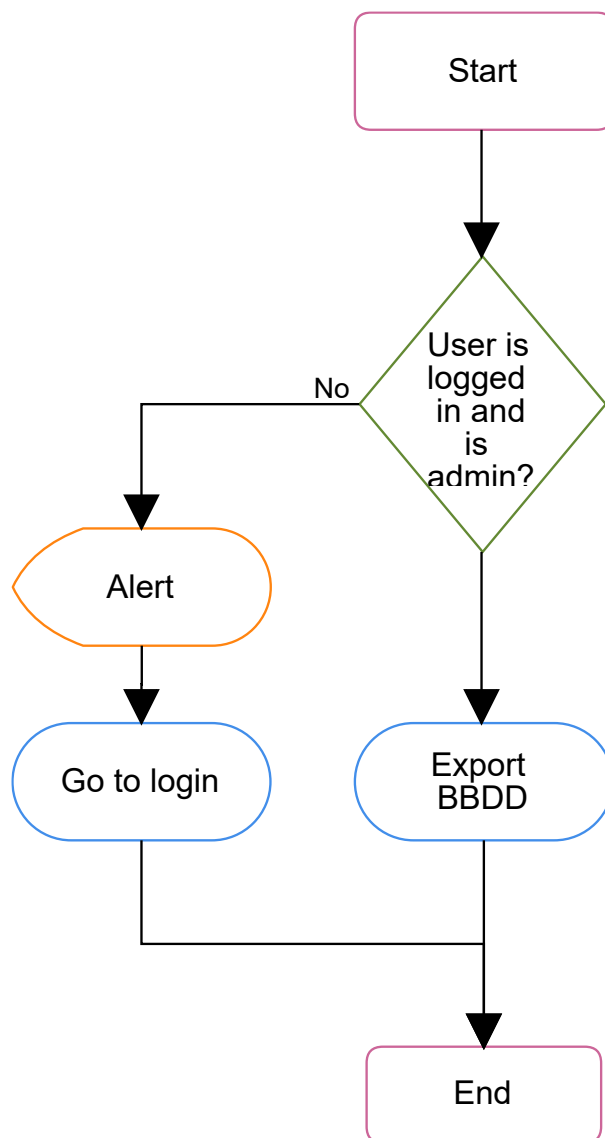 Start
User is
logged
in and
is
admin?
No
Alert
Go to login
Export
BBDD
End